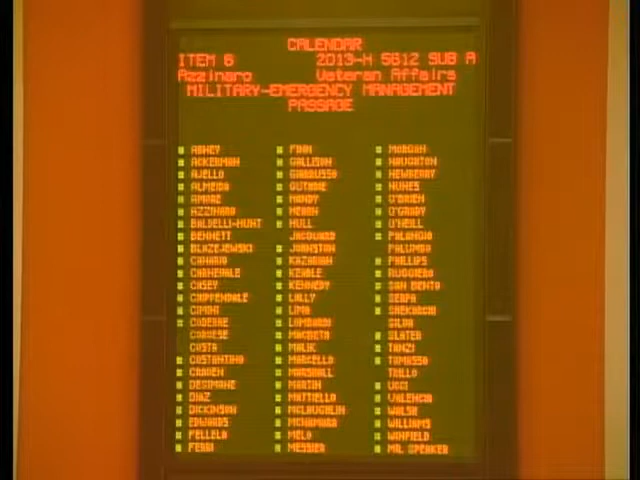 CALENDAR
ITEM 6 2013-H 5612 SUB A
Azzinaro Veteran Affairs
MILITARY-EMERGENCY MANAGEMENT
PASSAGE
ABNEY FINN MORGAN
ACKERMAN GALLISON NAUGHTON
AJELLO GIARRUSSO NEWBERRY
ALMEIDA GUTHRIE NUNES
AMORE HANDY O'BRIEN
AZZINARO HEARN O'GRADY
BALDELLI-HUNT HULL O'NEILL
BENNETT JACQUARD PALANGIO
BLAZEJEWSKI JOHNSTON PALUMBO
CANARIO KAZARIAN PHILLIPS
CARNEVALE KEABLE RUGGIERO
CASEY KENNEDY SAN BENTO
CHIPPENDALE LALLY SERPA
CIMINI LIMA SHEKARCHI
CODERRE LOMBARDI SILVA
CORVESE MACBETH SLATER
COSTA MALIK TANZI
COSTANTINO MARCELLO TOMASSO
CRAVEN MARSHALL TRILLO
DESIMONE MARTIN UCCI
DIAZ MATTIELLO VALENCIA
DICKINSON MCLAUGHLIN WALSH
EDWARDS MCNAMARA WILLIAMS
FELLELA MELO WINFIELD
FERRI MESSIER MR. SPEAKER